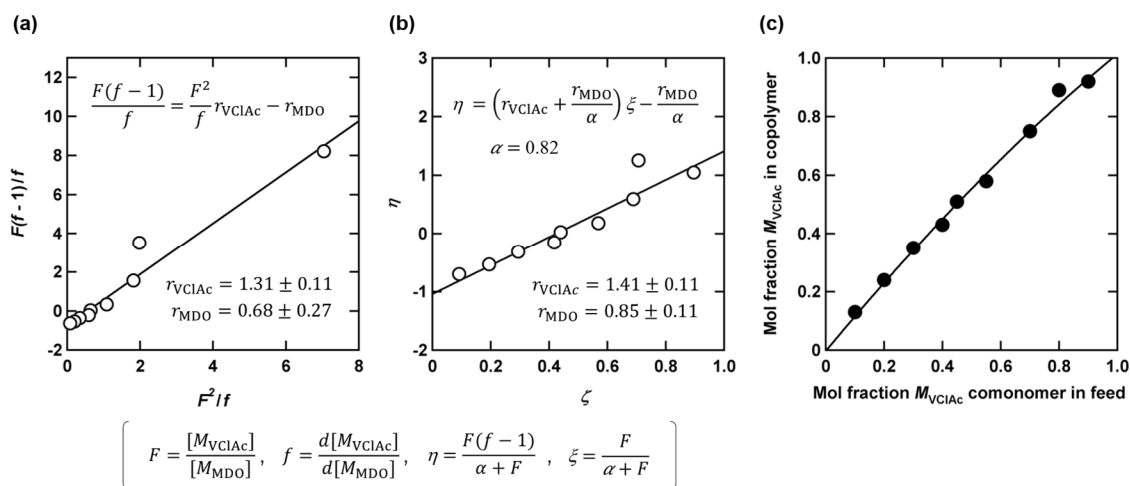 (a)
F(f - 1)/f = F²/f r_VClAc − r_MDO
r_VClAc = 1.31 ± 0.11
r_MDO = 0.68 ± 0.27
F(f - 1)/f
12
10
8
6
4
2
0
-2
0 2 4 6 8
F²/f
(b)
η = (r_VClAc + r_MDO/α) ξ − r_MDO/α
α = 0.82
r_VClAc = 1.41 ± 0.11
r_MDO = 0.85 ± 0.11
η
3
2
1
0
-1
-2
0 0.2 0.4 0.6 0.8 1.0
ζ
(c)
Mol fraction M_VClAc in copolymer
1.0
0.8
0.6
0.4
0.2
0
0 0.2 0.4 0.6 0.8 1.0
Mol fraction M_VClAc comonomer in feed
F = [M_VClAc]/[M_MDO] , f = d[M_VClAc]/d[M_MDO] , η = F(f − 1)/α + F , ξ = F/α + F